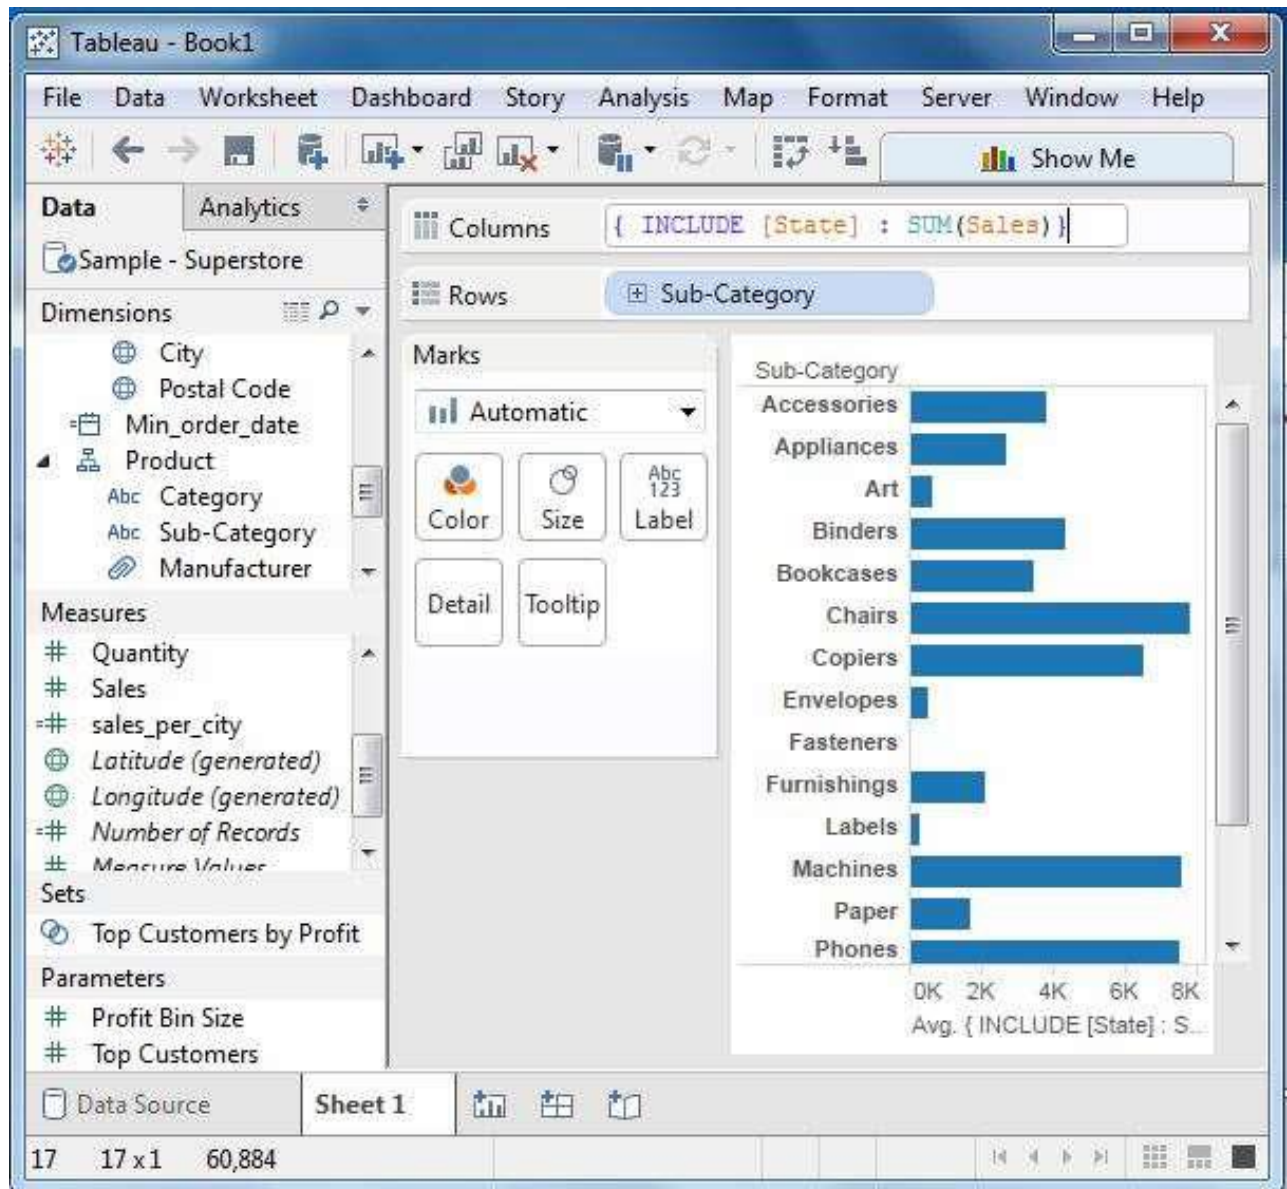 Tableau - Book1
File Data Worksheet Dashboard Story Analysis Map Format Server Window Help
Show Me
Data Analytics
Sample - Superstore
Dimensions
City
Postal Code
Min_order_date
Product
Abc Category
Abc Sub-Category
Manufacturer
Measures
Quantity
Sales
sales_per_city
Latitude (generated)
Longitude (generated)
Number of Records
Measure Values
Sets
Top Customers by Profit
Parameters
Profit Bin Size
Top Customers
Columns { INCLUDE [State] : SUM(Sales)}
Rows Sub-Category
Marks
Automatic
Abc
123
Color Size Label
Detail Tooltip
Sub-Category
Accessories
Appliances
Art
Binders
Bookcases
Chairs
Copiers
Envelopes
Fasteners
Furnishings
Labels
Machines
Paper
Phones
0K 2K 4K 6K 8K
Avg. { INCLUDE [State] : S..
Data Source Sheet 1
17 17 x 1 60,884